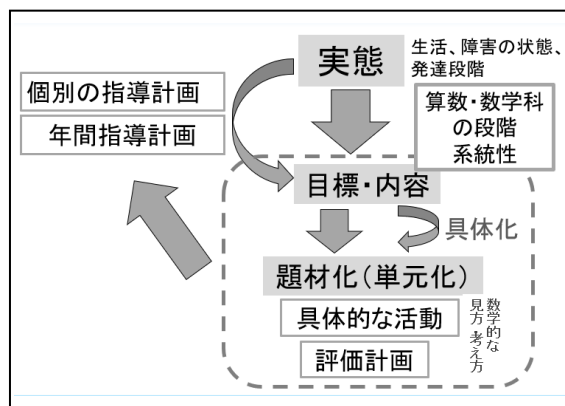 実態
生活、障害の状態、
発達段階
個別の指導計画
年間指導計画
算数・数学科
の段階
系統性
目標・内容
具体化
題材化（単元化）
具体的な活動
評価計画
数学的な
見方・考え方